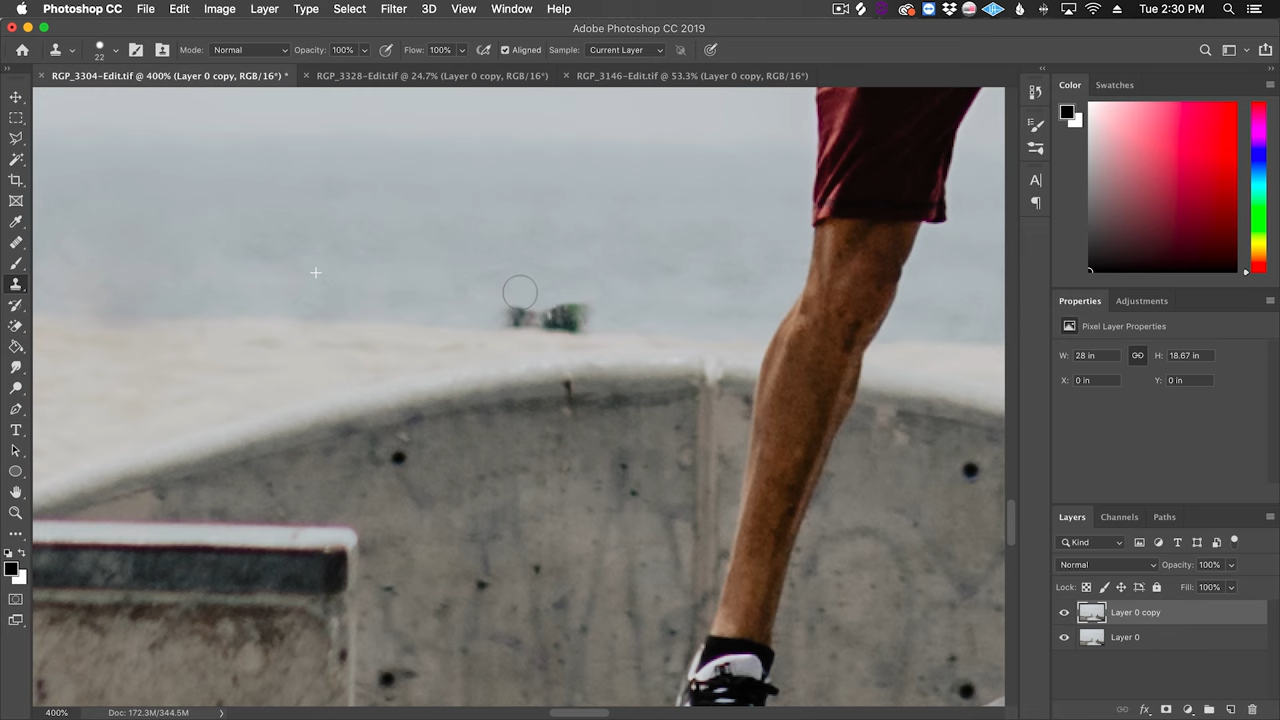 Photoshop CC File Edit Image Layer Type Select Filter 3D View Window Help Tue 2:30 PM
Adobe Photoshop CC 2019
22 Mode: Normal Opacity: 100% Flow: 100% Aligned Sample: Current Layer
RGP_3304-Edit.tif @ 400% (Layer 0 copy, RGB/16*) * RGP_3328-Edit.tif @ 24.7% (Layer 0 copy, RGB/16*) RGP_3146-Edit.tif @ 53.3% (Layer 0 copy, RGB/16*)
Color Swatches
Properties Adjustments
Pixel Layer Properties
W: 28 in H: 18.67 in
X: 0 in Y: 0 in
Layers Channels Paths
Kind
Normal Opacity: 100%
Lock: Fill: 100%
Layer 0 copy
Layer 0
400% Doc: 172.3M/344.5M